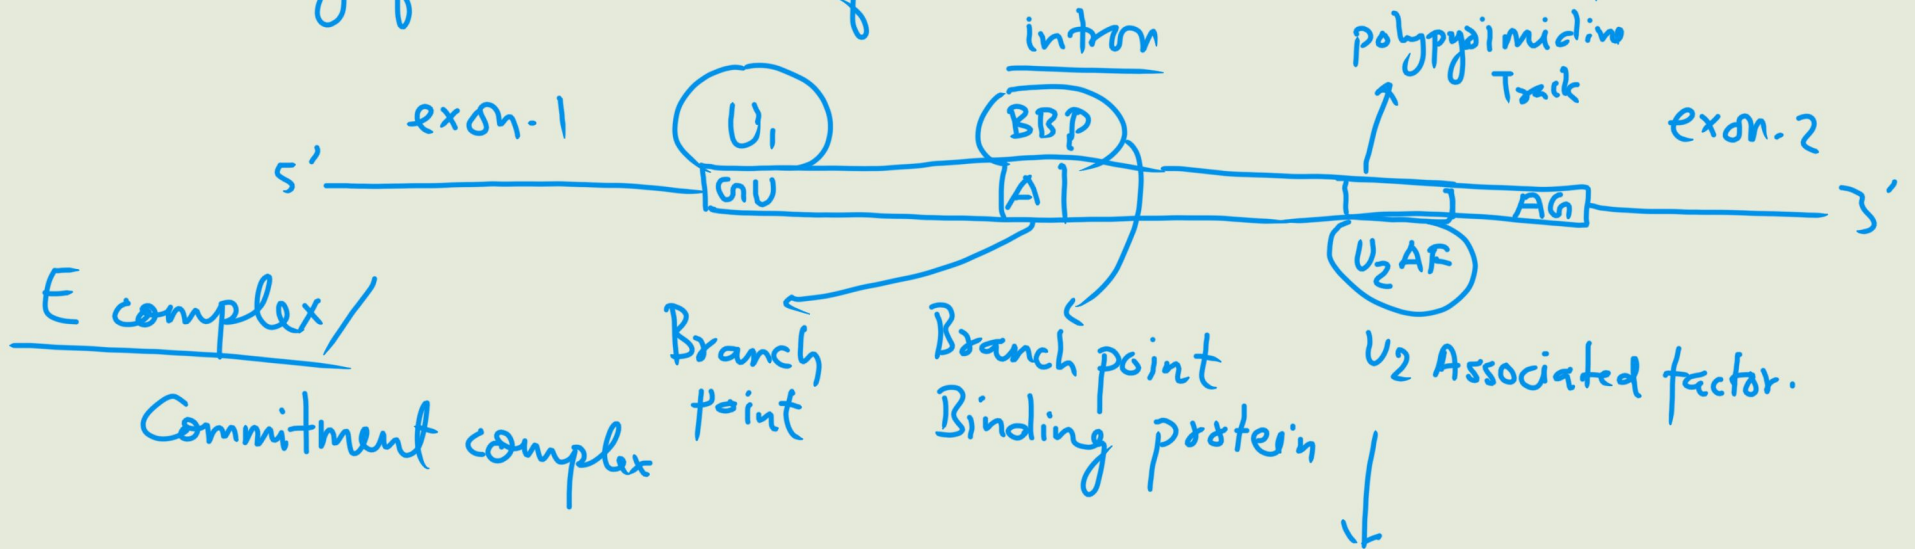 intron
polypyrimidine
Track
exon-1
U1
BBP
exon-2
5'
GU
A
AG
3'
U2AF
E complex/
Commitment complex
Branch
point
Branch point
Binding protein
U2 Associated factor.